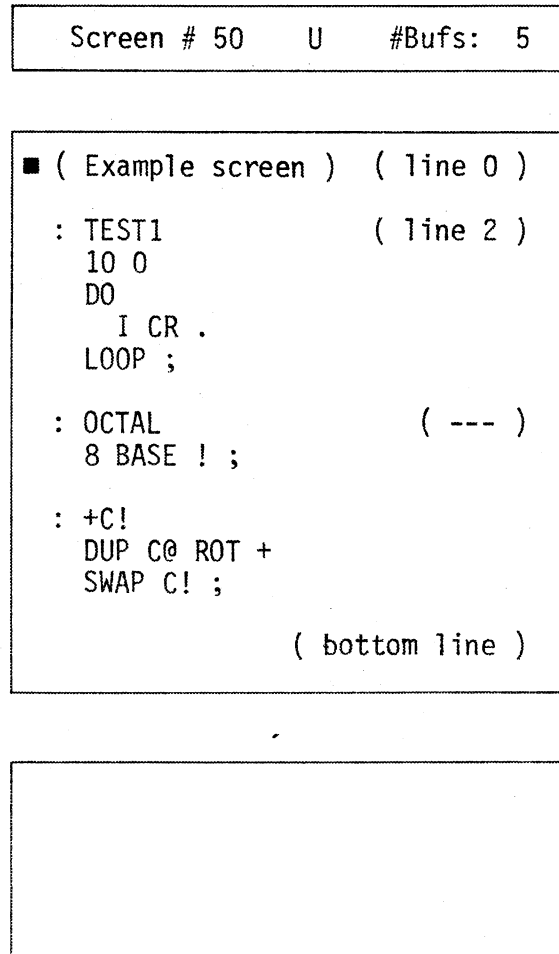 Screen # 50 U #Bufs: 5
■ ( Example screen ) ( line 0 )
: TEST1 ( line 2 )
10 0
DO
I CR .
LOOP ;
: OCTAL ( --- )
8 BASE ! ;
: +C!
DUP C@ ROT +
SWAP C! ;
( bottom line )